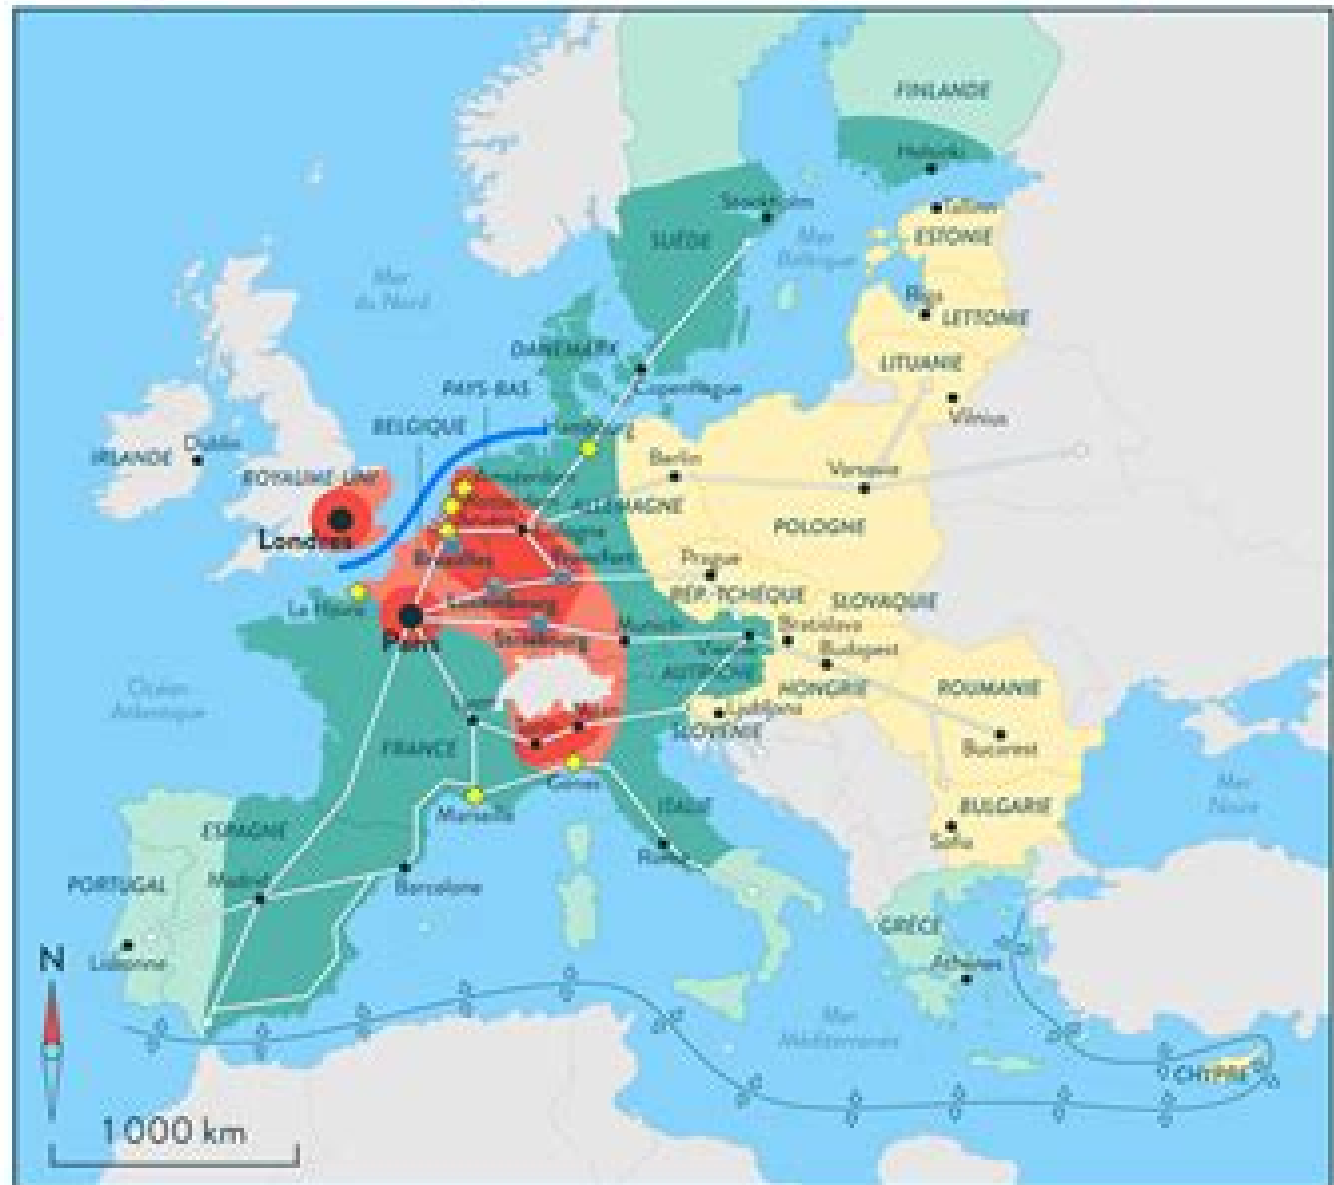 FINLANDE
Helsinki
Stockholm
Tallinn
SUÈDE
ESTONIE
Mer
Baltique
Mer
du Nord
Riga
LETTONIE
DANEMARK
LITUANIE
Copenhague
PAYS-BAS
Vilnius
BELGIQUE
Hambourg
IRLANDE
Dublin
Berlin
Varsovie
ROYAUME-UNI
Amsterdam
ALLEMAGNE
POLOGNE
Londres
Cologne
Bruxelles
Francfort
Prague
RÉP. TCHÈQUE
SLOVAQUIE
Le Havre
Luxembourg
Paris
Strasbourg
Munich
Bratislava
Vienne
Budapest
AUTRICHE
HONGRIE
ROUMANIE
Océan
Atlantique
Lyon
Milan
Ljubljana
SLOVÉNIE
FRANCE
Bucarest
Gênes
Mer
Noire
Marseille
ITALIE
BULGARIE
ESPAGNE
Sofia
Rome
PORTUGAL
Madrid
Barcelone
GRÈCE
Lisbonne
Athènes
N
Mer
Méditerranée
CHYPRE
1 000 km